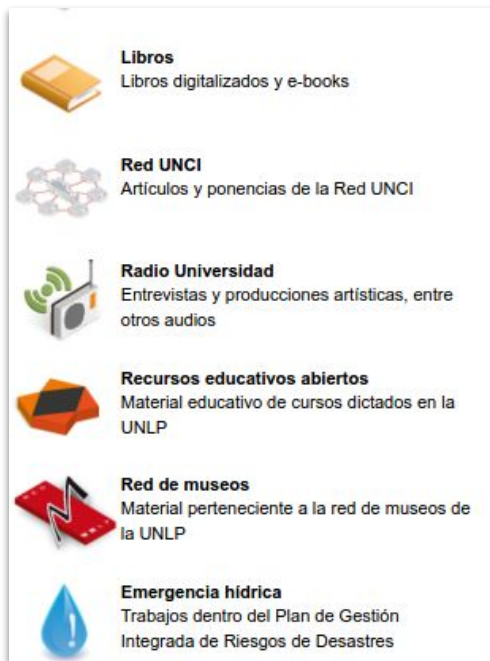 Libros
Libros digitalizados y e-books
Red UNCI
Artículos y ponencias de la Red UNCI
Radio Universidad
Entrevistas y producciones artísticas, entre
otros audios
Recursos educativos abiertos
Material educativo de cursos dictados en la
UNLP
Red de museos
Material perteneciente a la red de museos de
la UNLP
Emergencia hídrica
Trabajos dentro del Plan de Gestión
Integrada de Riesgos de Desastres